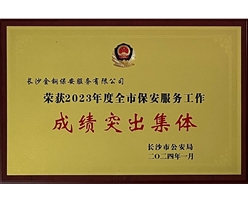 长沙金钢保安服务有限公司
荣获2023年度全市保安服务工作
成绩突出集体
长沙市公安局
二〇二四年一月